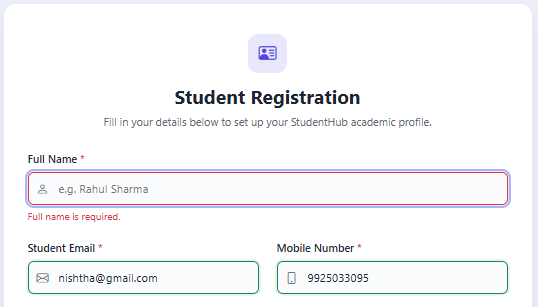 Student Registration
Fill in your details below to set up your StudentHub academic profile.
Full Name *
e.g. Rahul Sharma
Full name is required.
Student Email * Mobile Number *
nishtha@gmail.com 9925033095